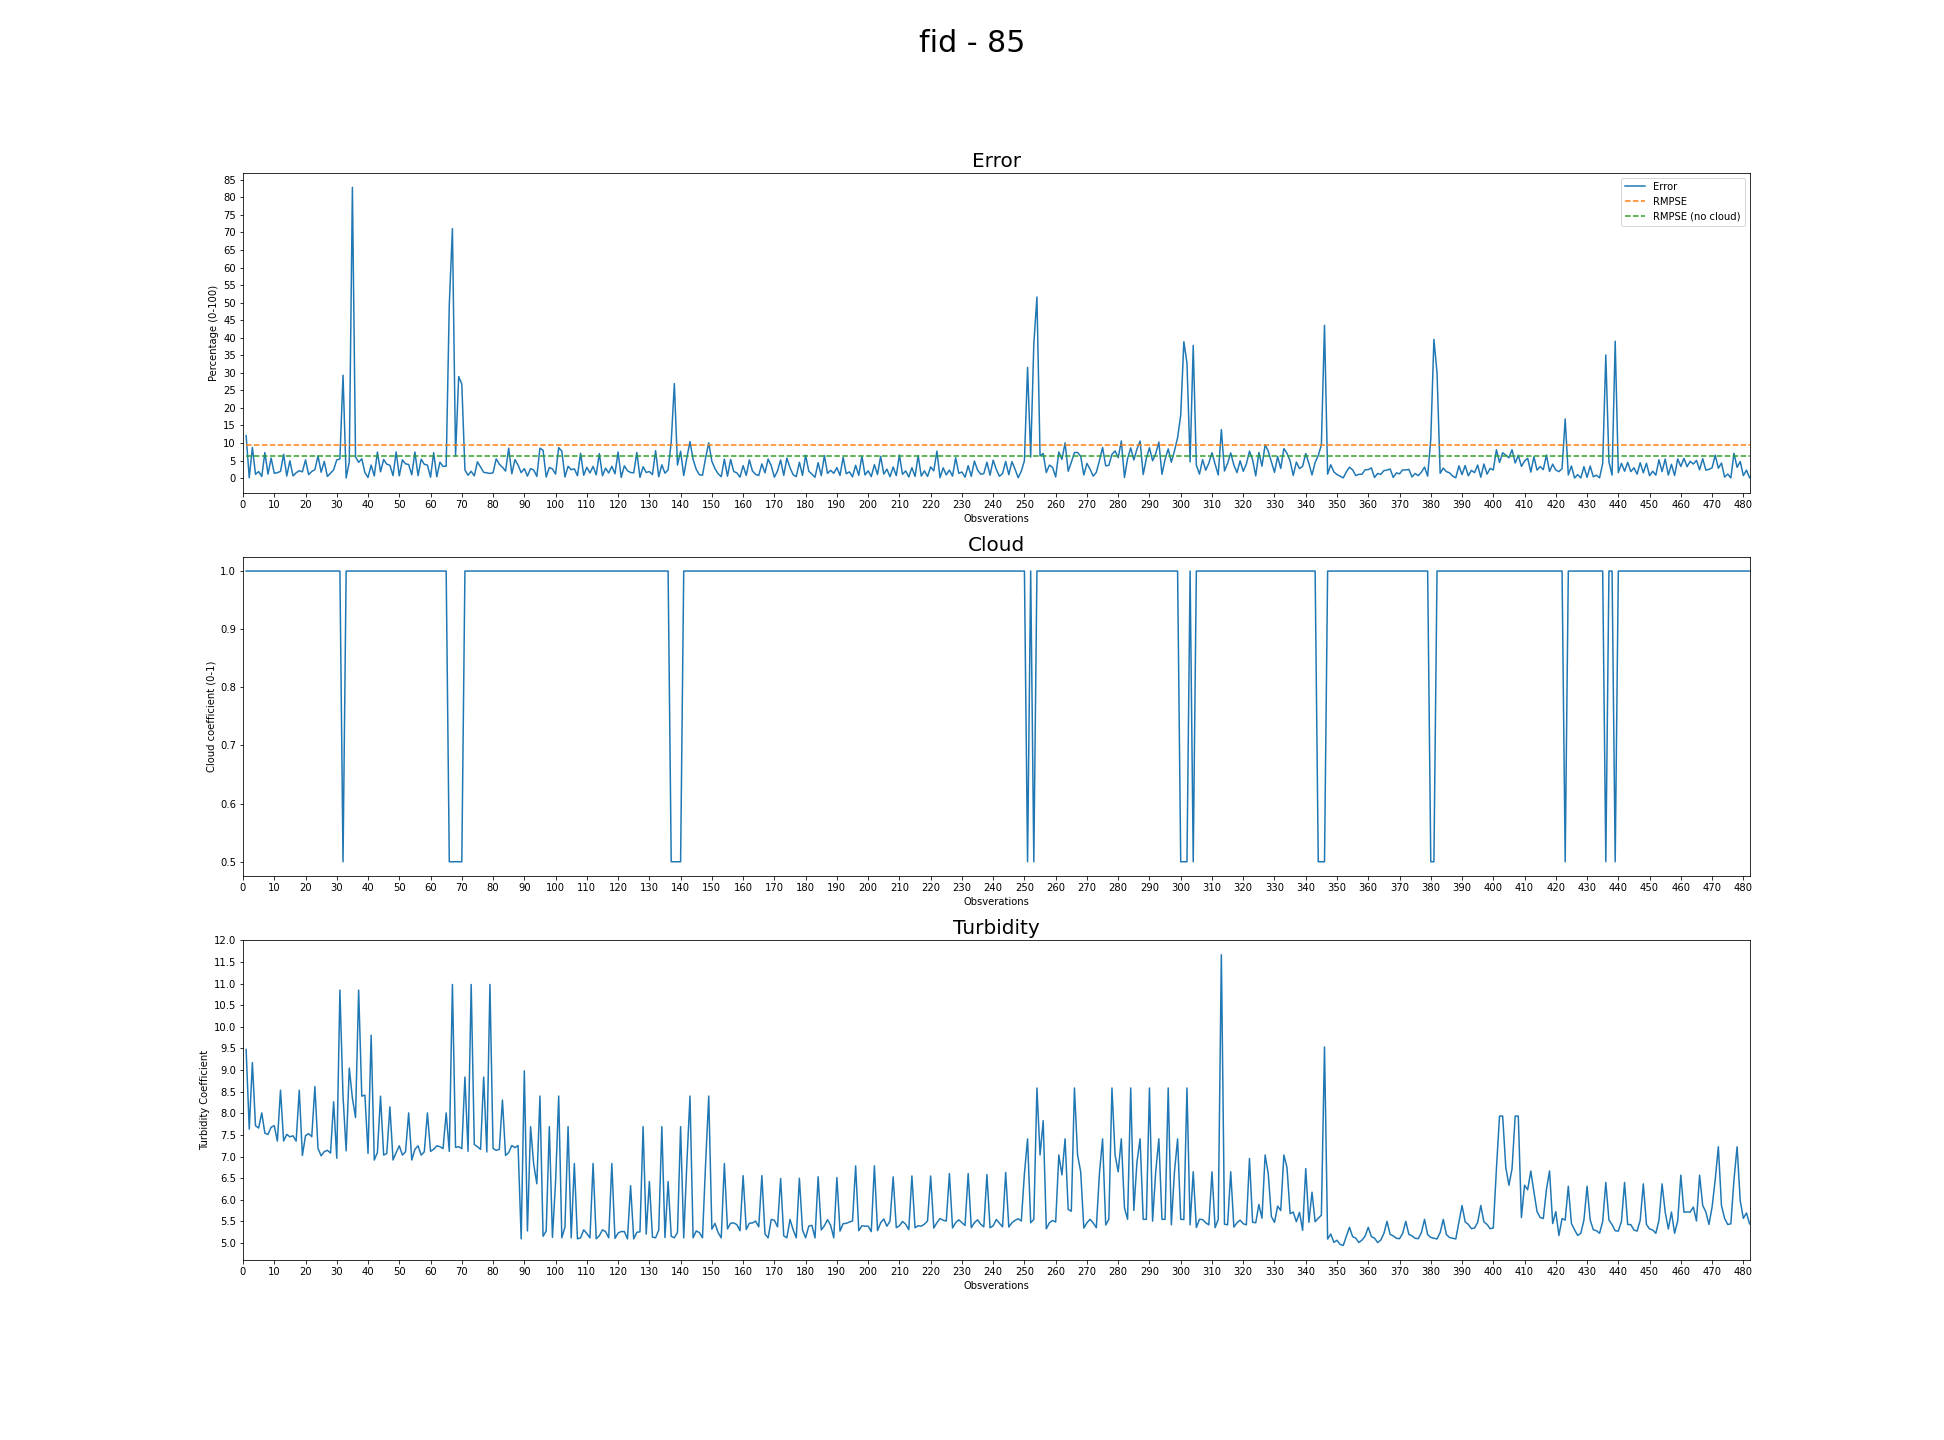 fid - 85
Error
85
80
75
70
65
60
55
50
45
40
35
30
25
20
15
10
5
0
Percentage (0-100)
Error
RMPSE
RMPSE (no cloud)
0 10 20 30 40 50 60 70 80 90 100 110 120 130 140 150 160 170 180 190 200 210 220 230 240 250 260 270 280 290 300 310 320 330 340 350 360 370 380 390 400 410 420 430 440 450 460 470 480
Obsverations
Cloud
1.0
0.9
0.8
0.7
0.6
0.5
Cloud coefficient (0-1)
0 10 20 30 40 50 60 70 80 90 100 110 120 130 140 150 160 170 180 190 200 210 220 230 240 250 260 270 280 290 300 310 320 330 340 350 360 370 380 390 400 410 420 430 440 450 460 470 480
Obsverations
Turbidity
12.0
11.5
11.0
10.5
10.0
9.5
9.0
8.5
8.0
7.5
7.0
6.5
6.0
5.5
5.0
Turbidity Coefficient
0 10 20 30 40 50 60 70 80 90 100 110 120 130 140 150 160 170 180 190 200 210 220 230 240 250 260 270 280 290 300 310 320 330 340 350 360 370 380 390 400 410 420 430 440 450 460 470 480
Obsverations